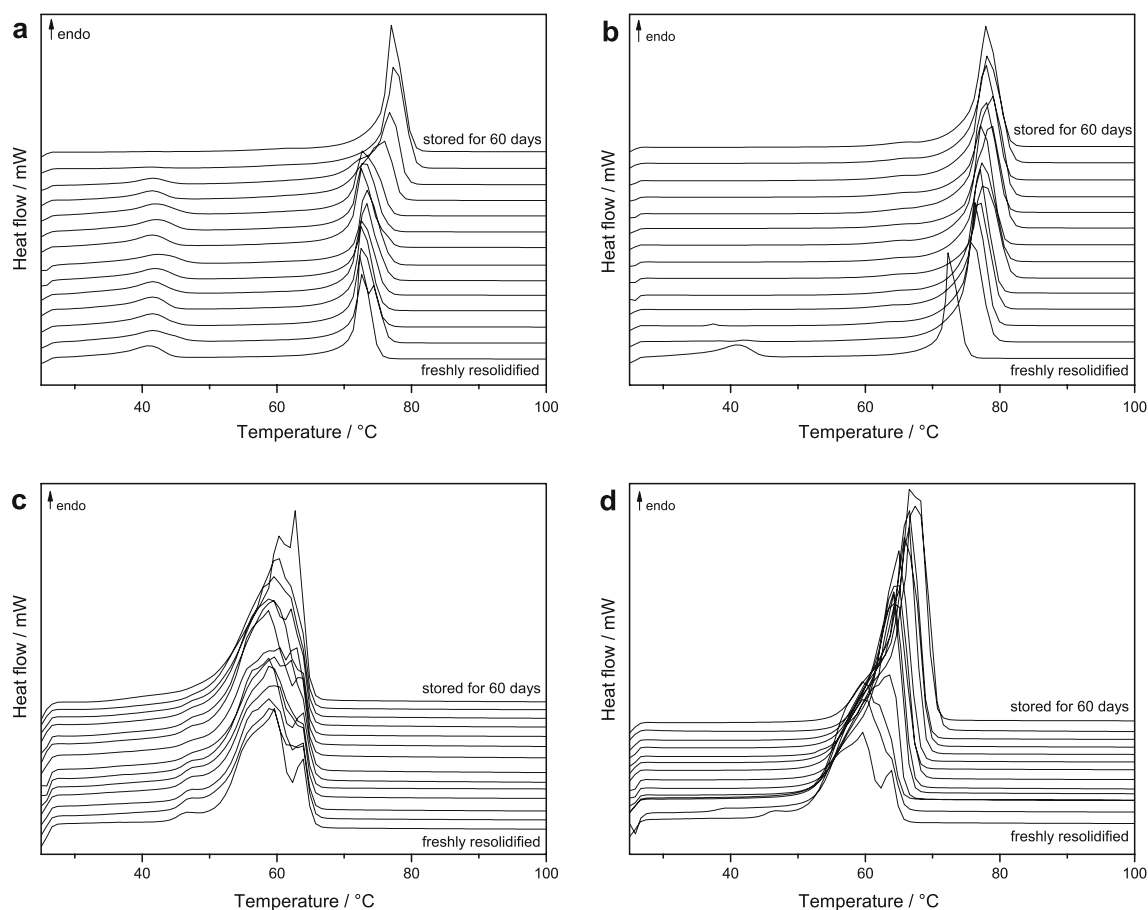 a
endo
Heat flow / mW
stored for 60 days
freshly resolidified
40 60 80 100
Temperature / °C
b
endo
Heat flow / mW
stored for 60 days
freshly resolidified
40 60 80 100
Temperature / °C
c
endo
Heat flow / mW
stored for 60 days
freshly resolidified
40 60 80 100
Temperature / °C
d
endo
Heat flow / mW
stored for 60 days
freshly resolidified
40 60 80 100
Temperature / °C